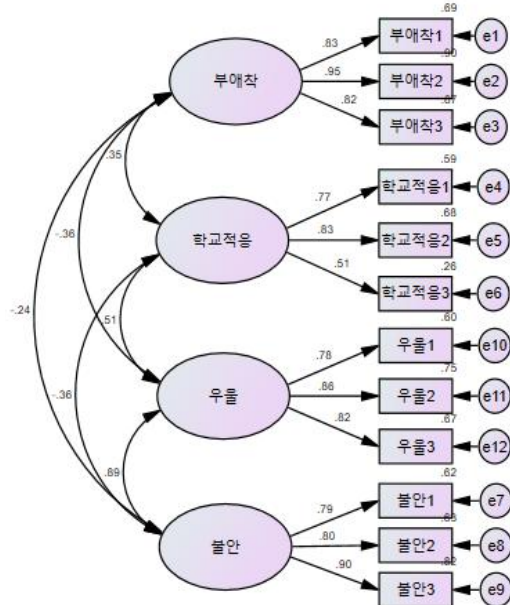 .69
.83 부애착1 e1
.90
부애착 .95 부애착2 e2
.67
.82 부애착3 e3
.35
.59
.77 학교적응1 e4
.68
-.36 학교적응 .83 학교적응2 e5
.26
.51 학교적응3 e6
-.24 .51
.60
.78 우울1 e10
.75
-.36 우울 .86 우울2 e11
.67
.82 우울3 e12
.89
.62
.79 불안1 e7
불안 .80 불안2 e8
.82
.90 불안3 e9